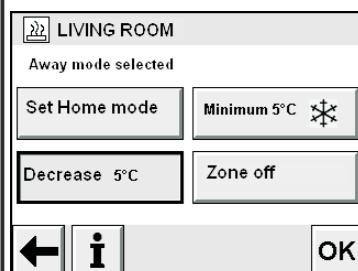 LIVING ROOM
Away mode selected
Set Home mode
Minimum 5°C
Decrease 5°C
Zone off
i
OK